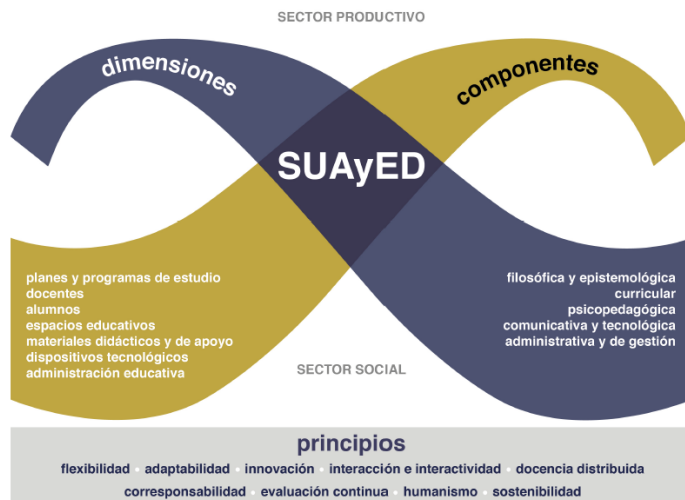 SECTOR PRODUCTIVO
dimensiones
componentes
SUAyED
planes y programas de estudio
docentes
alumnos
espacios educativos
materiales didácticos y de apoyo
dispositivos tecnológicos
administración educativa
filosófica y epistemológica
curricular
psicopedagógica
comunicativa y tecnológica
administrativa y de gestión
SECTOR SOCIAL
principios
flexibilidad • adaptabilidad • innovación • interacción e interactividad • docencia distribuida
corresponsabilidad • evaluación continua • humanismo • sostenibilidad